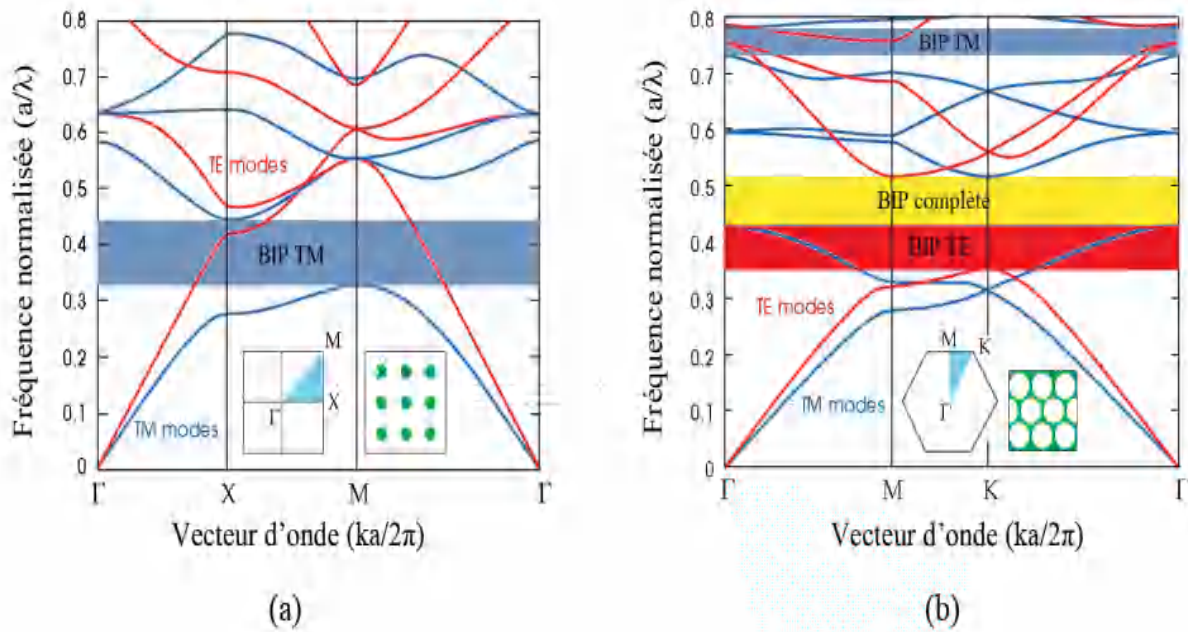 Fréquence normalisée (a/λ)
0.8
0.7
0.6
0.5
0.4
0.3
0.2
0.1
0
TE modes
BIP TM
TM modes
M
X
Γ
Γ
X
M
Γ
Vecteur d'onde (ka/2π)
(a)
Fréquence normalisée (a/λ)
0.8
0.7
0.6
0.5
0.4
0.3
0.2
0.1
0
BIP TM
BIP complète
BIP TE
TE modes
TM modes
M
K
Γ
Γ
M
K
Γ
Vecteur d'onde (ka/2π)
(b)